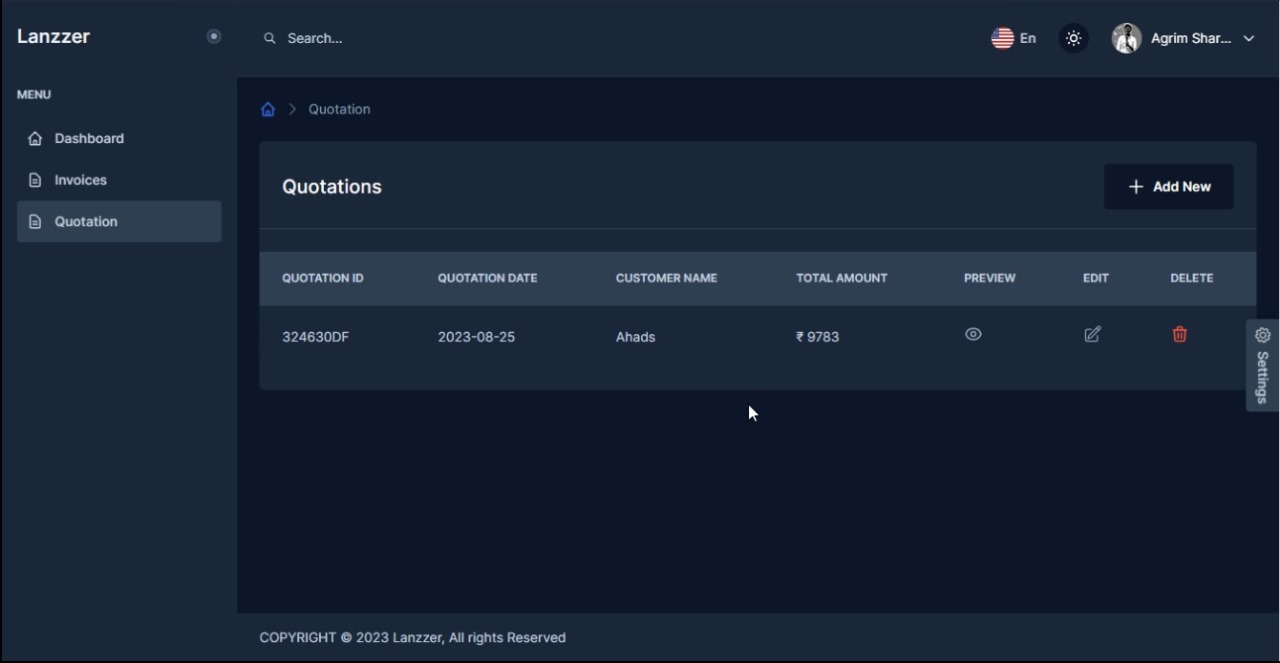 Lanzzer
Search...
En
Agrim Shar...
MENU
Dashboard
Invoices
Quotation
Quotation
Quotations
Add New
QUOTATION ID QUOTATION DATE CUSTOMER NAME TOTAL AMOUNT PREVIEW EDIT DELETE
324630DF 2023-08-25 Ahads ₹ 9783
Settings
COPYRIGHT © 2023 Lanzzer, All rights Reserved